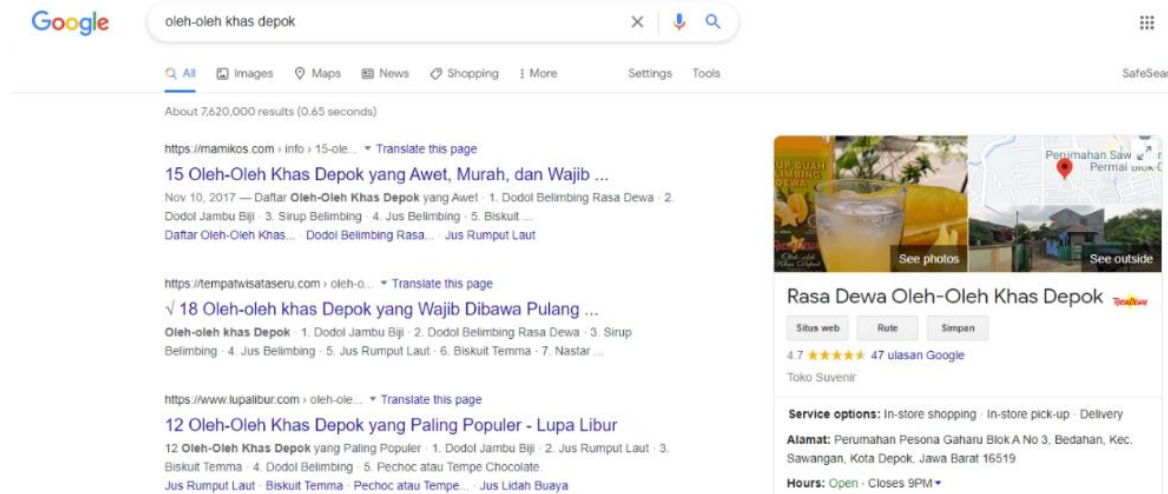 Google
oleh-oleh khas depok
All Images Maps News Shopping More Settings Tools
About 7,620,000 results (0.65 seconds)
https://mamikos.com › info › 15-ole... Translate this page
15 Oleh-Oleh Khas Depok yang Awet, Murah, dan Wajib ...
Nov 10, 2017 — Daftar Oleh-Oleh Khas Depok yang Awet · 1. Dodol Belimbing Rasa Dewa · 2.
Dodol Jambu Biji · 3. Sirup Belimbing · 4. Jus Belimbing · 5. Biskuit ...
Daftar Oleh-Oleh Khas... · Dodol Belimbing Rasa... · Jus Rumput Laut
https://tempatwisataseru.com › oleh-o... Translate this page
√ 18 Oleh-oleh khas Depok yang Wajib Dibawa Pulang ...
Oleh-oleh khas Depok · 1. Dodol Jambu Biji · 2. Dodol Belimbing Rasa Dewa · 3. Sirup
Belimbing · 4. Jus Belimbing · 5. Jus Rumput Laut · 6. Biskuit Temma · 7. Nastar ...
https://www.lupalibur.com › oleh-ole... Translate this page
12 Oleh-Oleh Khas Depok yang Paling Populer - Lupa Libur
12 Oleh-Oleh Khas Depok yang Paling Populer · 1. Dodol Jambu Biji · 2. Jus Rumput Laut · 3.
Biskuit Temma · 4. Dodol Belimbing · 5. Pechoc atau Tempe Chocolate.
Jus Rumput Laut · Biskuit Temma · Pechoc atau Tempe... · Jus Lidah Buaya
Perumahan Saw
Permai
See photos
See outside
Rasa Dewa Oleh-Oleh Khas Depok
Situs web Rute Simpan
4.7 47 ulasan Google
Toko Suvenir
Service options: In-store shopping · In-store pick-up · Delivery
Alamat: Perumahan Pesona Gaharu Blok A No 3, Bedahan, Kec.
Sawangan, Kota Depok, Jawa Barat 16519
Hours: Open · Closes 9PM